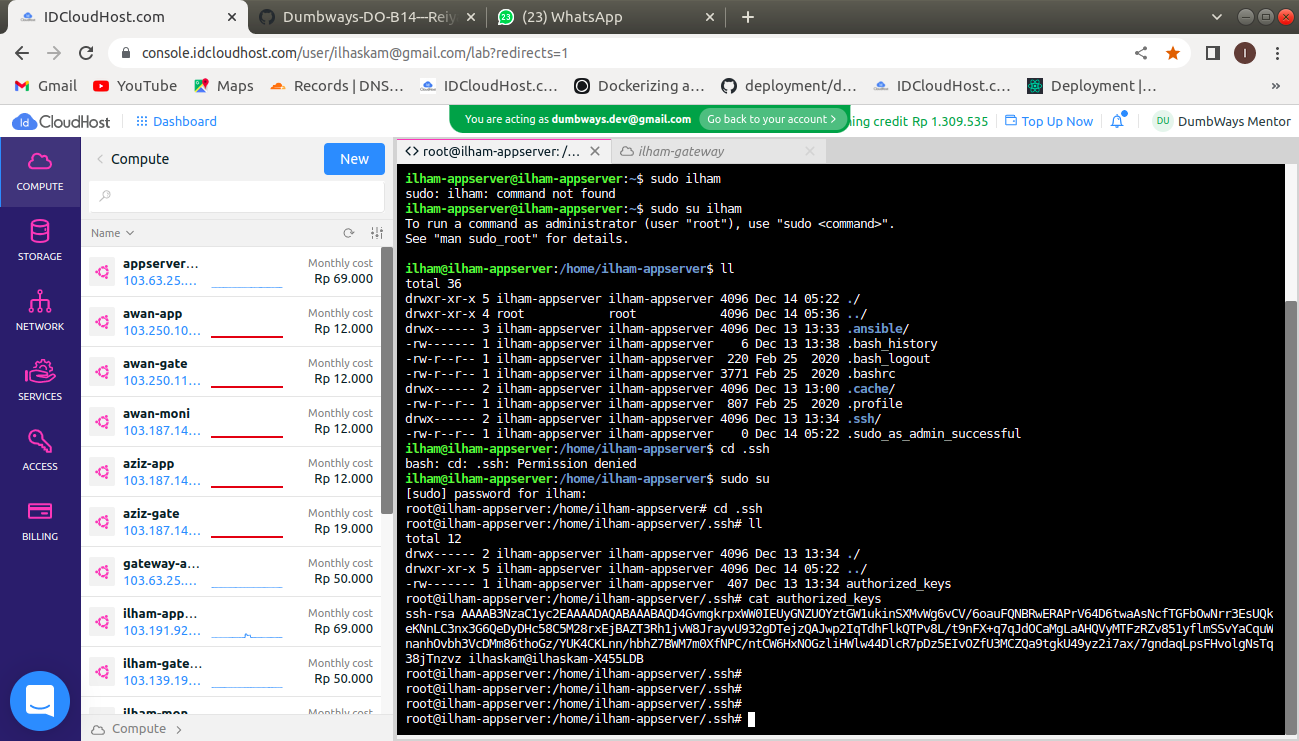 IDCloudHost.com
Dumbways-DO-B14---Reiy
(23) WhatsApp
console.idcloudhost.com/user/ilhaskam@gmail.com/lab?redirects=1
I
Gmail
YouTube
Maps
Records | DNS...
IDCloudHost.c...
Dockerizing a...
deployment/d...
IDCloudHost.c...
Deployment |...
»
Id CloudHost
Dashboard
You are acting as dumbways.dev@gmail.com
Go back to your account >
ning credit Rp 1.309.535
Top Up Now
DU
DumbWays Mentor
COMPUTE
STORAGE
NETWORK
SERVICES
ACCESS
BILLING
Compute
New
Name
appserver...
103.63.25....
Monthly cost
Rp 69.000
awan-app
103.250.10...
Monthly cost
Rp 12.000
awan-gate
103.250.11...
Monthly cost
Rp 12.000
awan-moni
103.187.14...
Monthly cost
Rp 12.000
aziz-app
103.187.14...
Monthly cost
Rp 12.000
aziz-gate
103.187.14...
Monthly cost
Rp 19.000
gateway-a...
103.63.25....
Monthly cost
Rp 50.000
ilham-app...
103.191.92...
Monthly cost
Rp 69.000
ilham-gate...
103.139.19...
Monthly cost
Rp 50.000
ilham-mon
Monthly cost
Compute
root@ilham-appserver: /...
ilham-gateway
ilham-appserver@ilham-appserver:~$ sudo ilham
sudo: ilham: command not found
ilham-appserver@ilham-appserver:~$ sudo su ilham
To run a command as administrator (user "root"), use "sudo <command>".
See "man sudo_root" for details.
ilham@ilham-appserver:/home/ilham-appserver$ ll
total 36
drwxr-xr-x 5 ilham-appserver ilham-appserver 4096 Dec 14 05:22 ./
drwxr-xr-x 4 root            root            4096 Dec 14 05:36 ../
drwx------ 3 ilham-appserver ilham-appserver 4096 Dec 13 13:33 .ansible/
-rw------- 1 ilham-appserver ilham-appserver    6 Dec 13 13:38 .bash_history
-rw-r--r-- 1 ilham-appserver ilham-appserver  220 Feb 25  2020 .bash_logout
-rw-r--r-- 1 ilham-appserver ilham-appserver 3771 Feb 25  2020 .bashrc
drwx------ 2 ilham-appserver ilham-appserver 4096 Dec 13 13:00 .cache/
-rw-r--r-- 1 ilham-appserver ilham-appserver  807 Feb 25  2020 .profile
drwx------ 2 ilham-appserver ilham-appserver 4096 Dec 13 13:34 .ssh/
-rw-r--r-- 1 ilham-appserver ilham-appserver    0 Dec 14 05:22 .sudo_as_admin_successful
ilham@ilham-appserver:/home/ilham-appserver$ cd .ssh
bash: cd: .ssh: Permission denied
ilham@ilham-appserver:/home/ilham-appserver$ sudo su
[sudo] password for ilham:
root@ilham-appserver:/home/ilham-appserver# cd .ssh
root@ilham-appserver:/home/ilham-appserver/.ssh# ll
total 12
drwx------ 2 ilham-appserver ilham-appserver 4096 Dec 13 13:34 ./
drwxr-xr-x 5 ilham-appserver ilham-appserver 4096 Dec 14 05:22 ../
-rw------- 1 ilham-appserver ilham-appserver  407 Dec 13 13:34 authorized_keys
root@ilham-appserver:/home/ilham-appserver/.ssh# cat authorized_keys
ssh-rsa AAAAB3NzaC1yc2EAAAADAQABAAABAQD4GvmgkrpxWW0IEUyGNZUOYztGW1ukinSXMvWg6vCV/6oauFQNBRwERAPrV64D6twaAsNcfTGFbOwNrr3EsUQk
eKNnLC3nx3G6QeDyDHc58C5M28rxEjBAZT3Rh1jvW8JrayvU932gDTejzQAJwp2IqTdhFlkQTPv8L/t9nFX+q7qJdOCaMgLaAHQVyMTFzRZv851yflmSSvYaCquW
nanhOvbh3VcDMm86thoGz/YUK4CKLnn/hbhZ7BWM7m0XfNPC/ntCW6HxNOGzliHWlw44DlcR7pDz5EIvOZfU3MCZQa9tgkU49yz2i7ax/7gndaqLpsFHvolgNsTq
38jTnzvz ilhaskam@ilhaskam-X455LDB
root@ilham-appserver:/home/ilham-appserver/.ssh#
root@ilham-appserver:/home/ilham-appserver/.ssh#
root@ilham-appserver:/home/ilham-appserver/.ssh#
root@ilham-appserver:/home/ilham-appserver/.ssh#